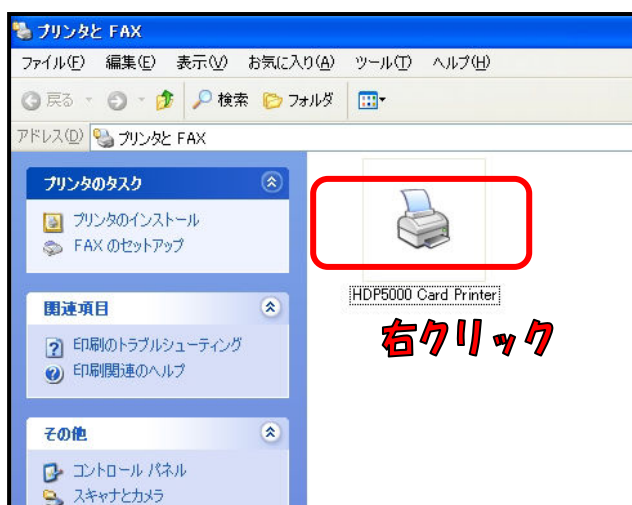 プリンタと FAX
ファイル(F) 編集(E) 表示(V) お気に入り(A) ツール(T) ヘルプ(H)
戻る 検索 フォルダ
アドレス(D) プリンタと FAX
プリンタのタスク
プリンタのインストール
FAX のセットアップ
HDP5000 Card Printer
右クリック
関連項目
印刷のトラブルシューティング
印刷関連のヘルプ
その他
コントロール パネル
スキャナとカメラ